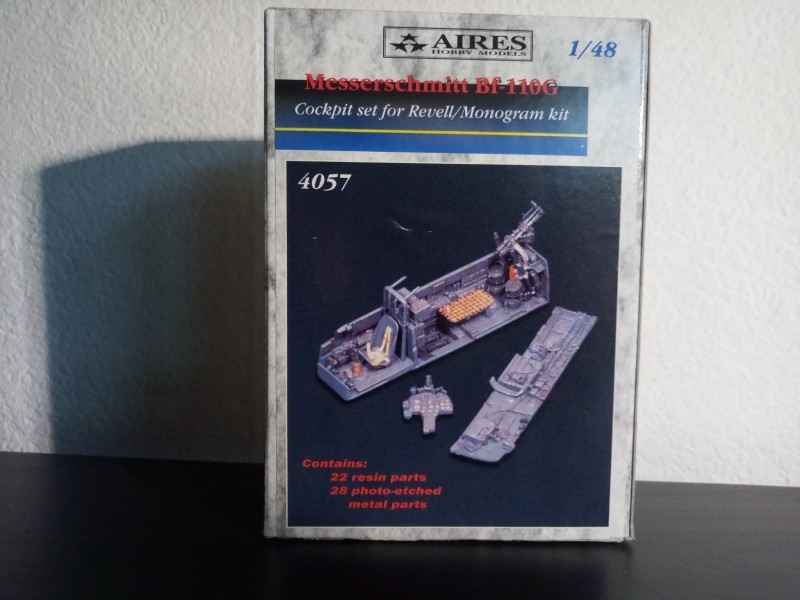 AIRES
HOBBY MODELS
1/48
Messerschmitt Bf-110G
Cockpit set for Revell/Monogram kit
4057
Contains:
22 resin parts
28 photo-etched
metal parts